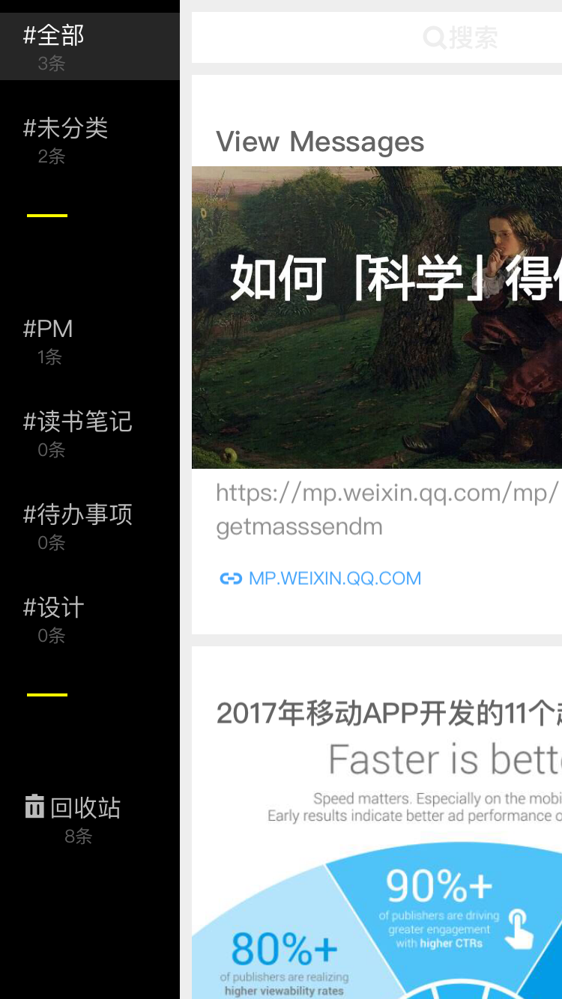 #全部
3条
#未分类
2条
#PM
1条
#读书笔记
0条
#待办事项
0条
#设计
0条
回收站
8条
搜索
View Messages
如何「科学」得
https://mp.weixin.qq.com/mp/
getmasssendm
MP.WEIXIN.QQ.COM
2017年移动APP开发的11个
Faster is bett
Speed matters. Especially on the mobi
Early results indicate better ad performance
90%+
of publishers are driving
greater engagement
with higher CTRs
80%+
of publishers are realizing
higher viewability rates